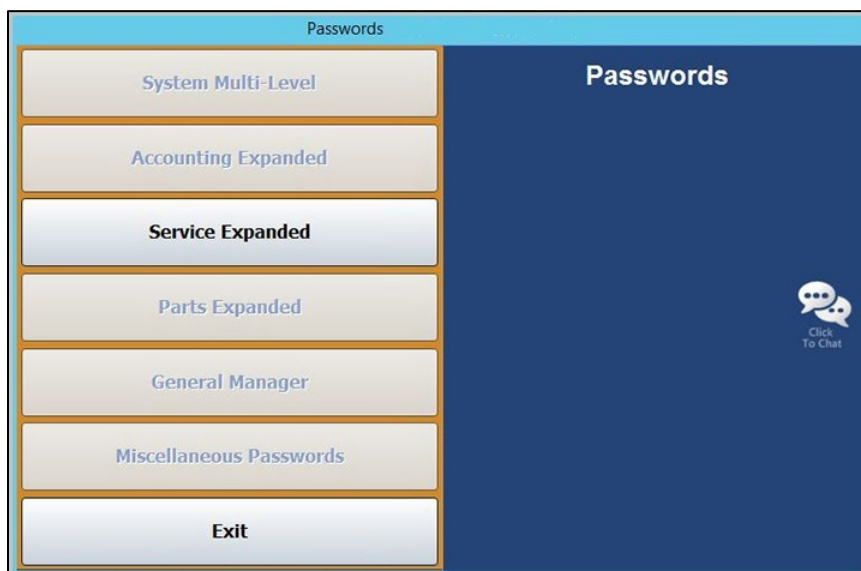 Passwords
System Multi-Level
Accounting Expanded
Service Expanded
Parts Expanded
General Manager
Miscellaneous Passwords
Exit
Passwords
Click
To Chat